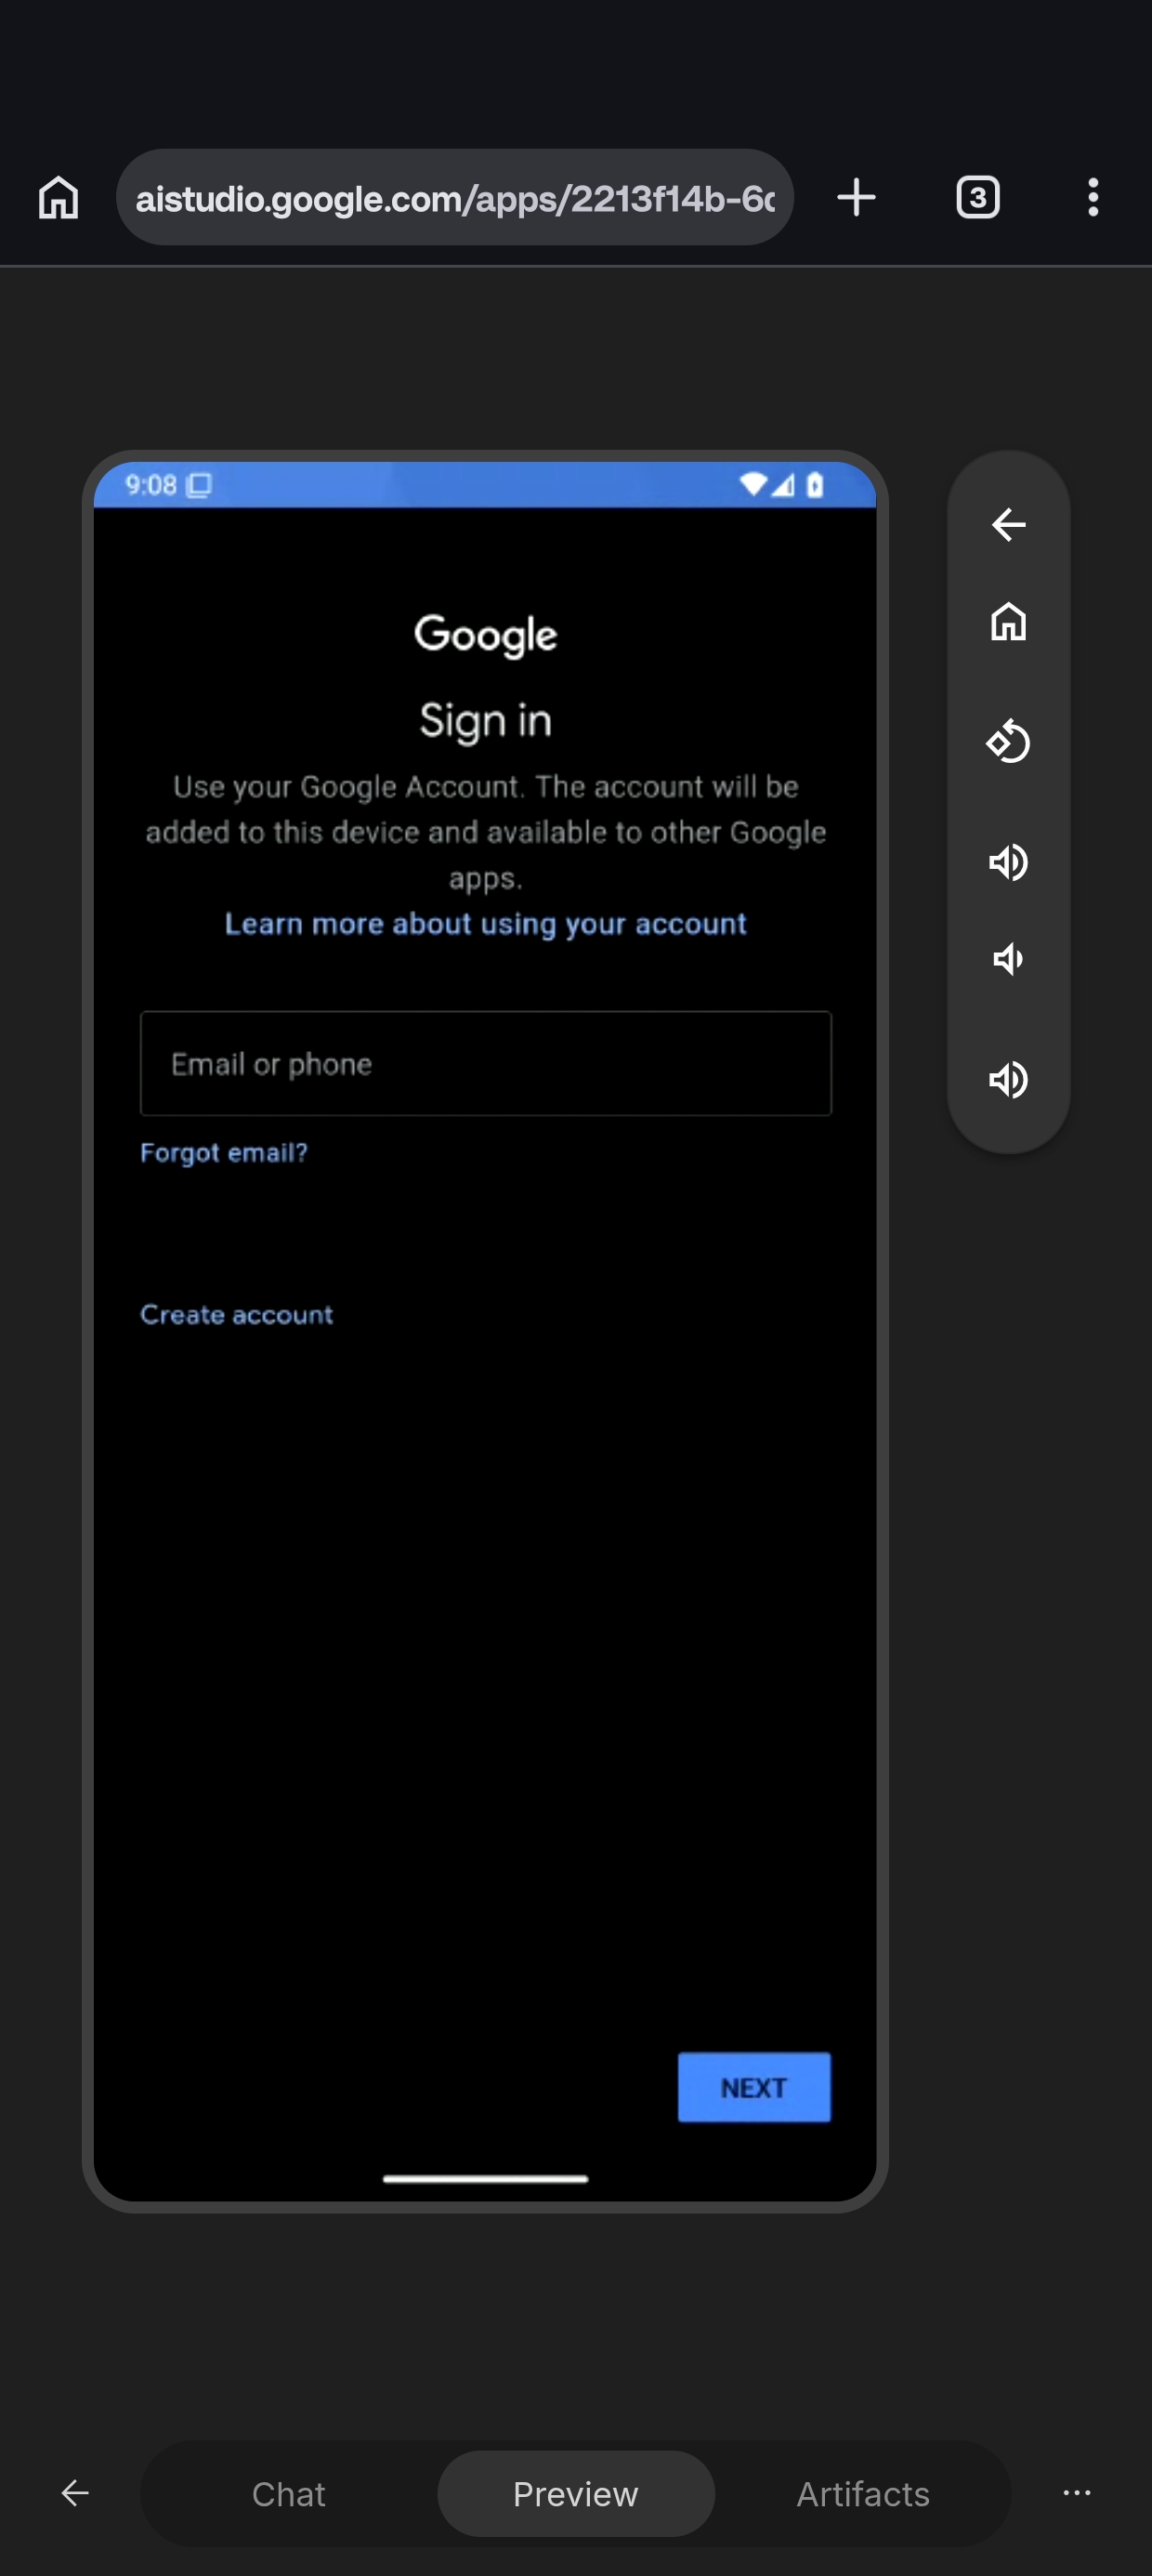 aistudio.google.com/apps/2213f14b-6c
3
9:08
Google
Sign in
Use your Google Account. The account will be
added to this device and available to other Google
apps.
Learn more about using your account
Email or phone
Forgot email?
Create account
NEXT
Chat
Preview
Artifacts